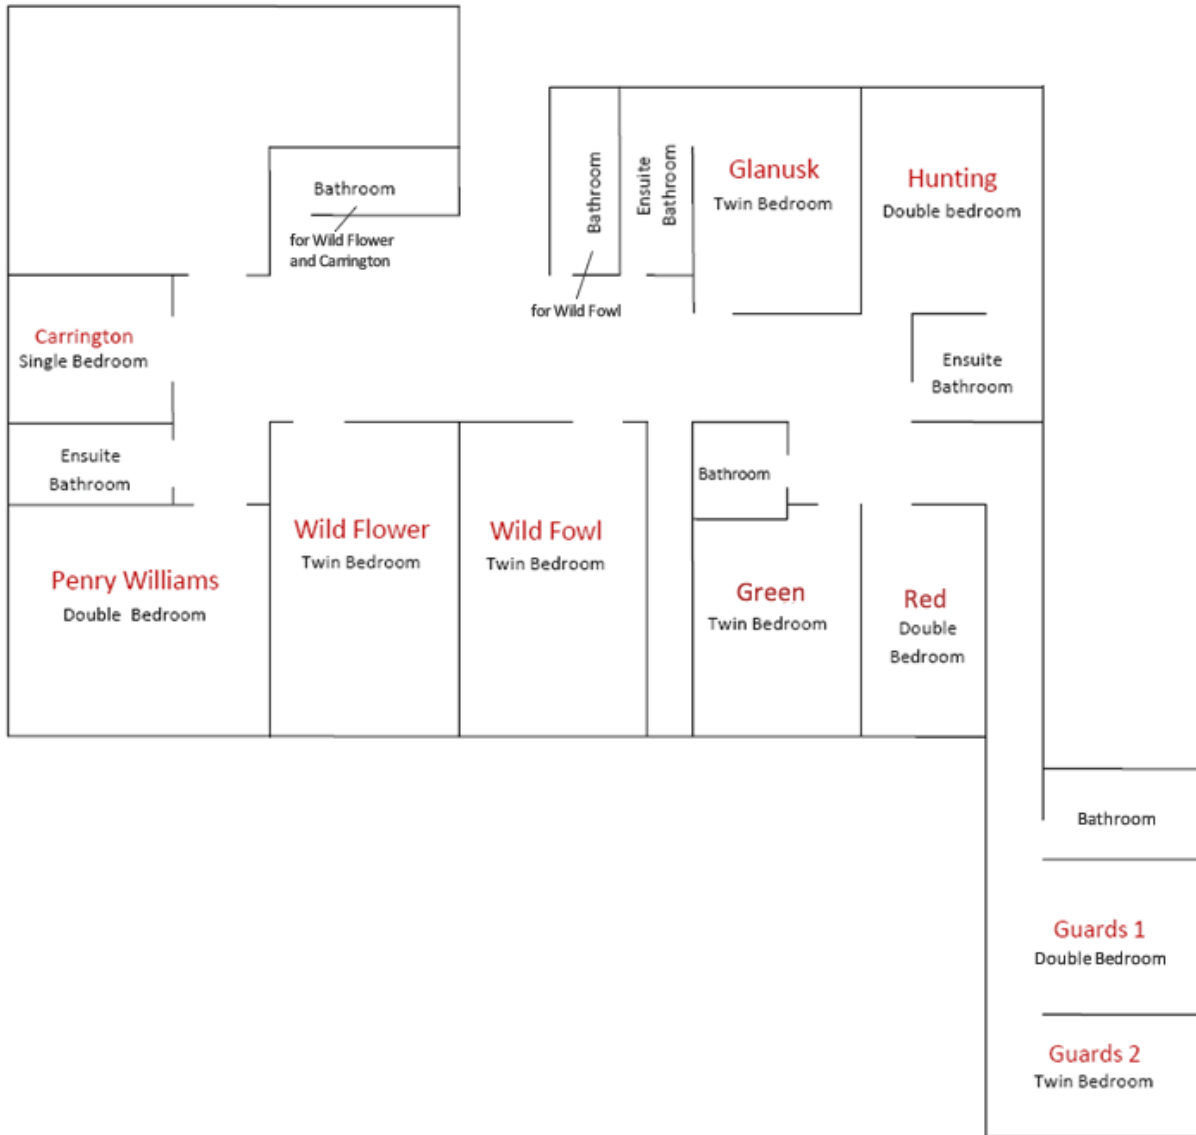 Bathroom
for Wild Flower
and Carrington
Bathroom
for Wild Fowl
Ensuite
Bathroom
Glanusk
Twin Bedroom
Hunting
Double bedroom
Ensuite
Bathroom
Carrington
Single Bedroom
Ensuite
Bathroom
Penry Williams
Double Bedroom
Wild Flower
Twin Bedroom
Wild Fowl
Twin Bedroom
Bathroom
Green
Twin Bedroom
Red
Double
Bedroom
Bathroom
Guards 1
Double Bedroom
Guards 2
Twin Bedroom